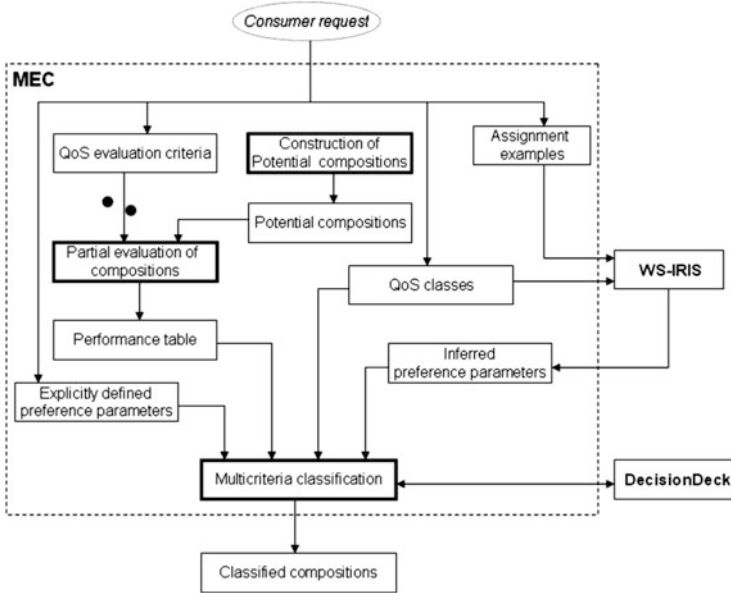 Consumer request
MEC
QoS evaluation criteria
Construction of
Potential compositions
Assignment
examples
Potential compositions
Partial evaluation of
compositions
WS-IRIS
QoS classes
Performance table
Inferred
preference parameters
Explicitly defined
preference parameters
Multicriteria classification
DecisionDeck
Classified compositions